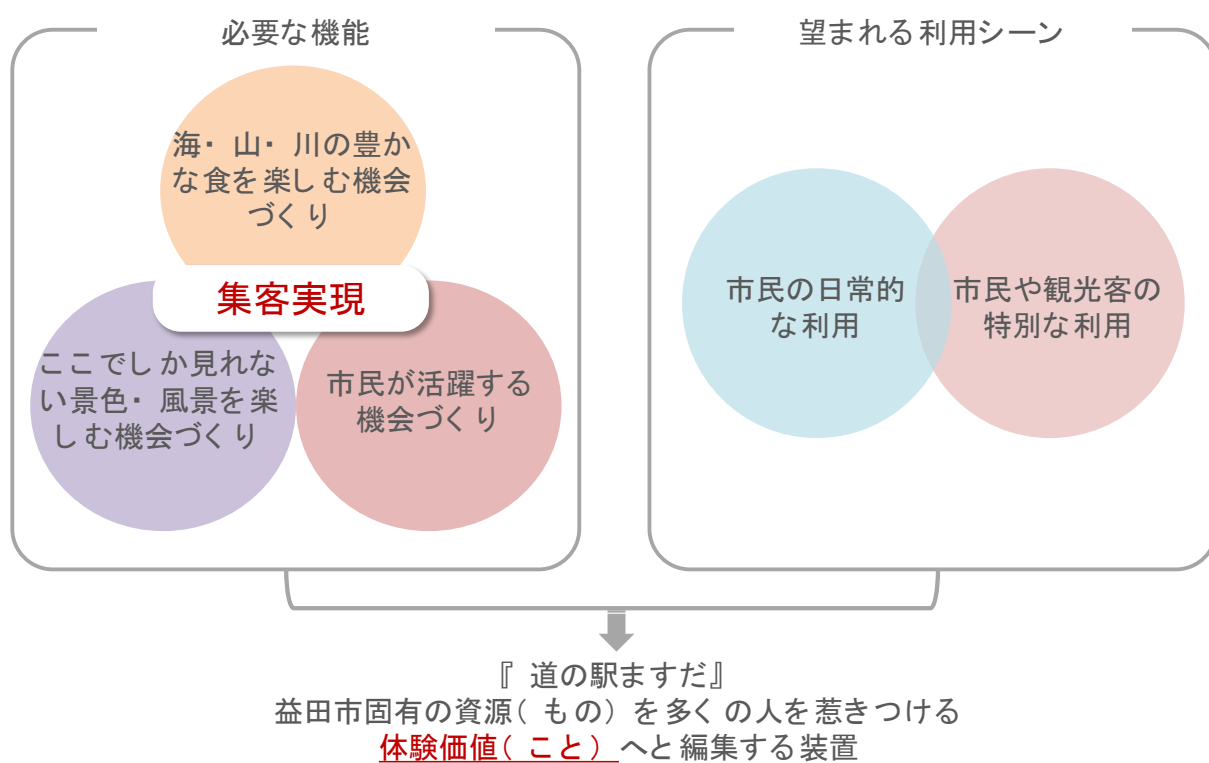 必要な機能
海・山・川の豊か
な食を楽しむ機会
づくり
集客実現
ここでしか見れな
い景色・風景を楽
しむ機会づくり
市民が活躍する
機会づくり
望まれる利用シーン
市民の日常的
な利用
市民や観光客の
特別な利用
『道の駅ますだ』
益田市固有の資源(もの)を多くの人を惹きつける
体験価値(こと)へと編集する装置